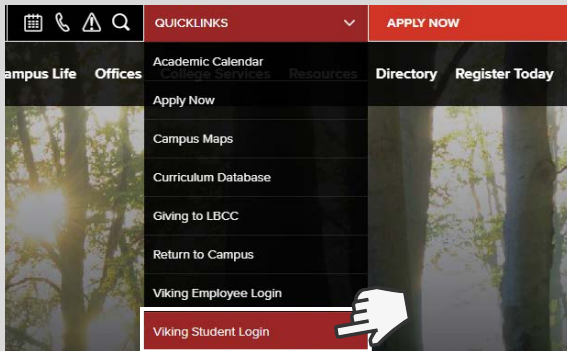 QUICKLINKS
APPLY NOW
ampus Life Offices College Services Resources Directory Register Today
Academic Calendar
Apply Now
Campus Maps
Curriculum Database
Giving to LBCC
Return to Campus
Viking Employee Login
Viking Student Login